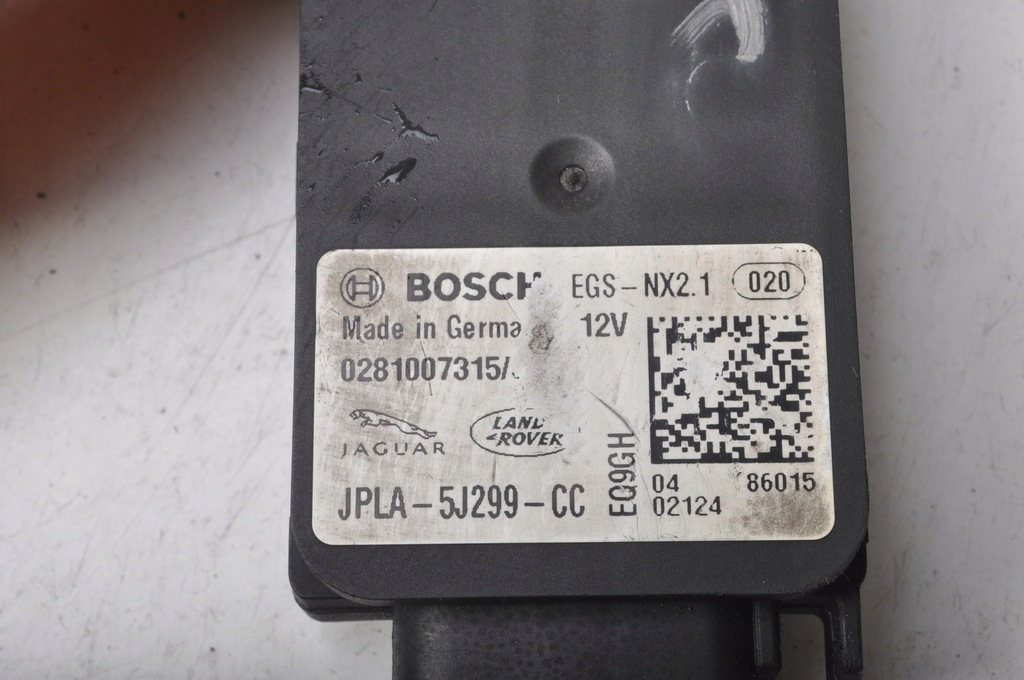 BOSCH EGS-NX2.1 020
Made in Germa 12V
0281007315/
JAGUAR
LAND
ROVER
JPLA-5J299-CC
EQ9GH
04 86015
02124